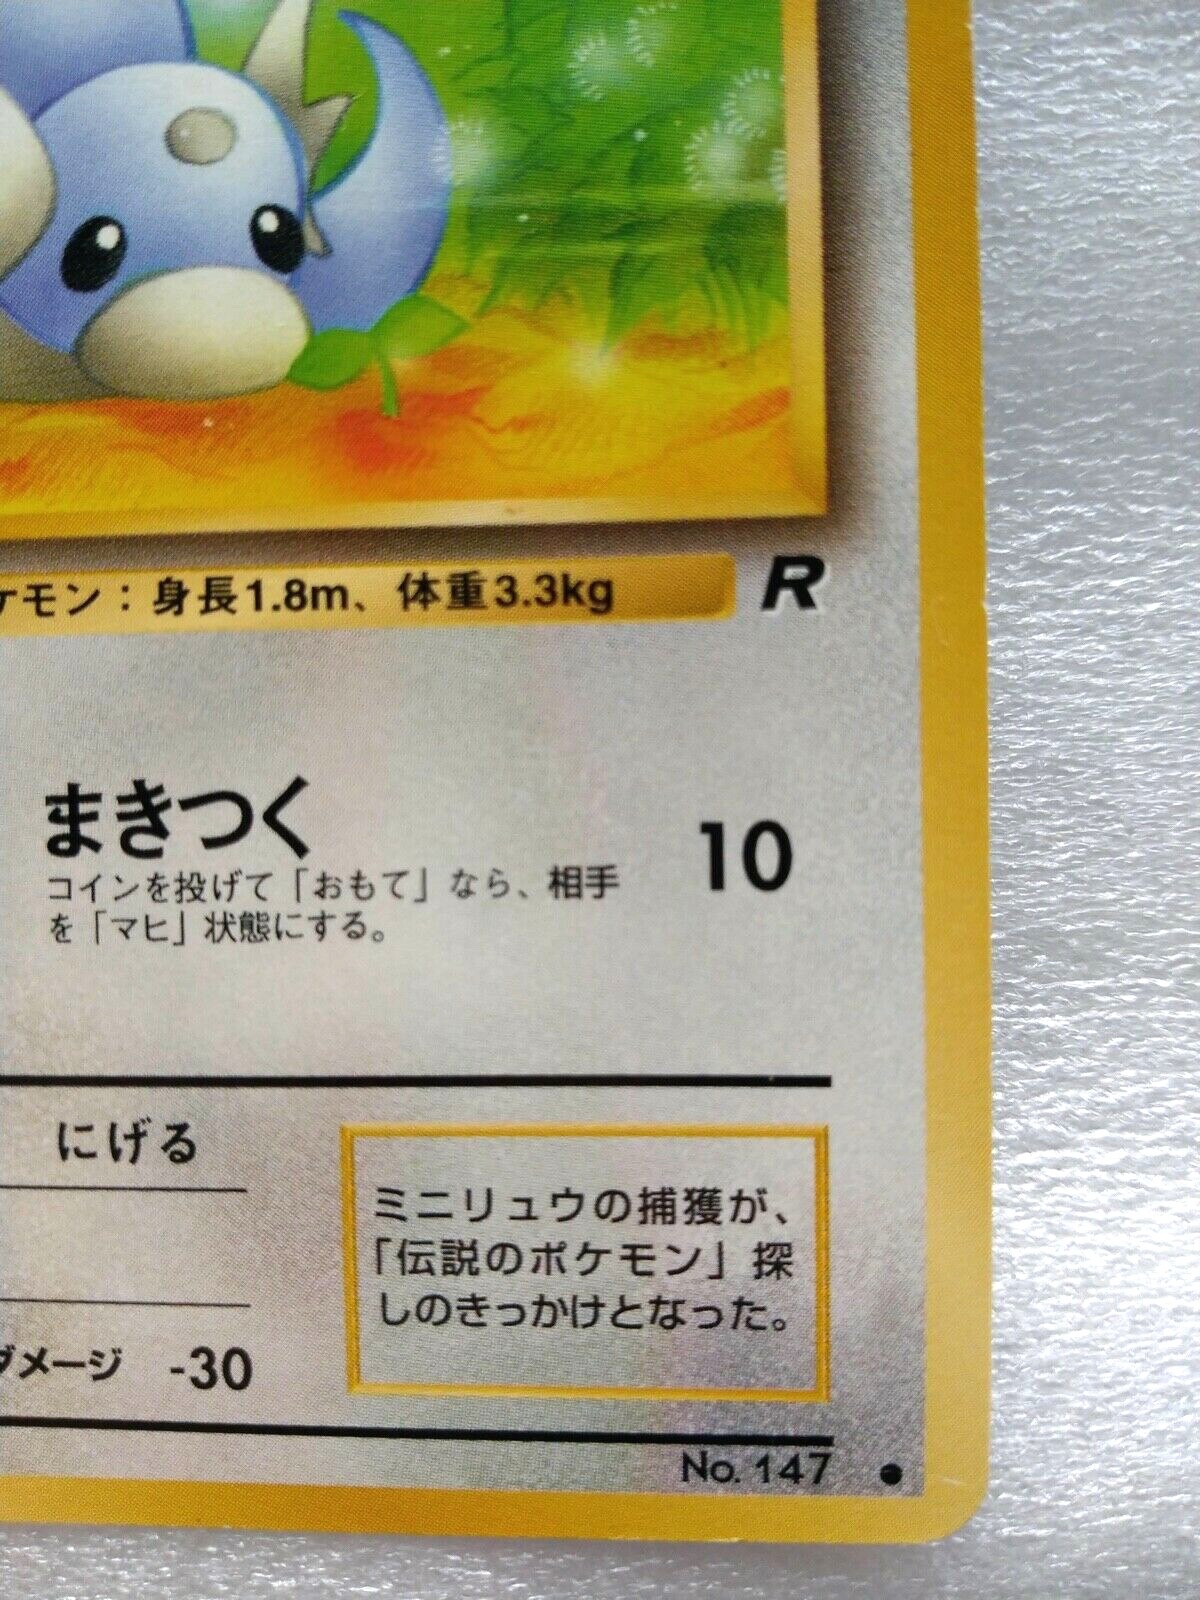 ケモン：身長1.8m、体重3.3kg
R
まきつく
10
コインを投げて「おもて」なら、相手
を「マヒ」状態にする。
にげる
ミニリュウの捕獲が、
「伝説のポケモン」探
しのきっかけとなった。
ダメージ -30
No. 147 ●